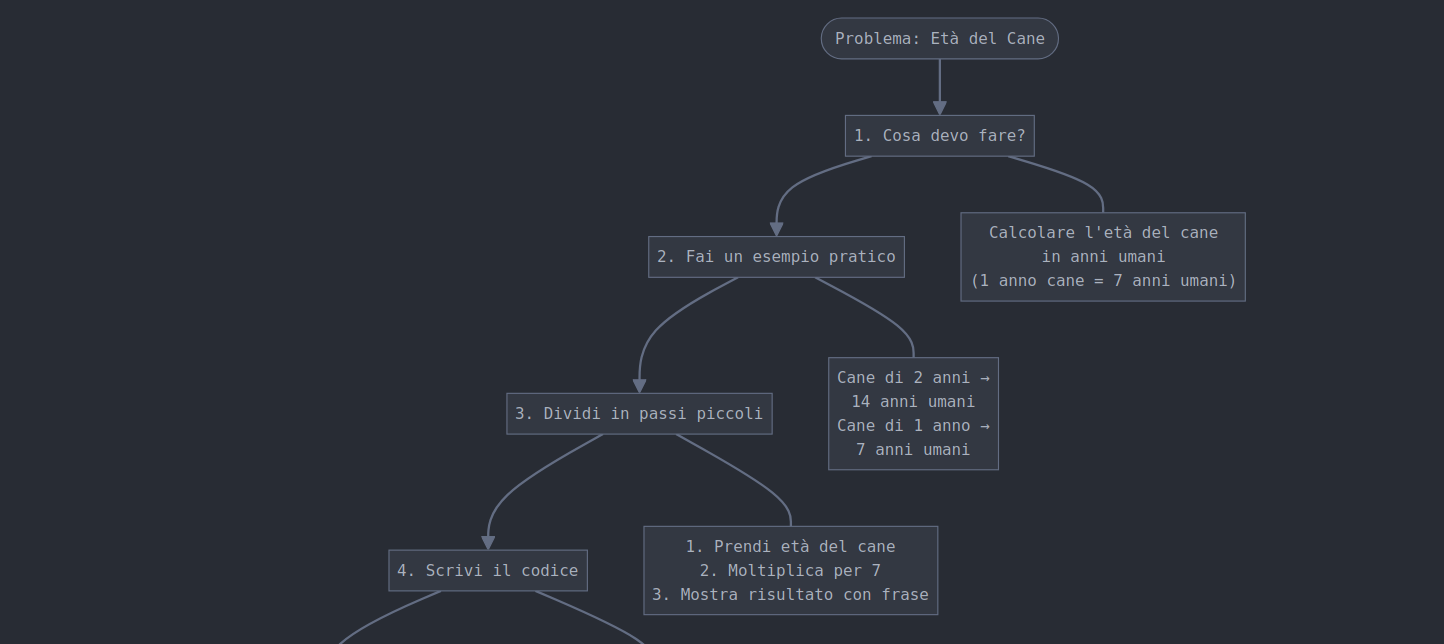 Problema: Età del Cane
1. Cosa devo fare?
2. Fai un esempio pratico
Calcolare l'età del cane
in anni umani
(1 anno cane = 7 anni umani)
3. Dividi in passi piccoli
Cane di 2 anni →
14 anni umani
Cane di 1 anno →
7 anni umani
4. Scrivi il codice
1. Prendi età del cane
2. Moltiplica per 7
3. Mostra risultato con frase